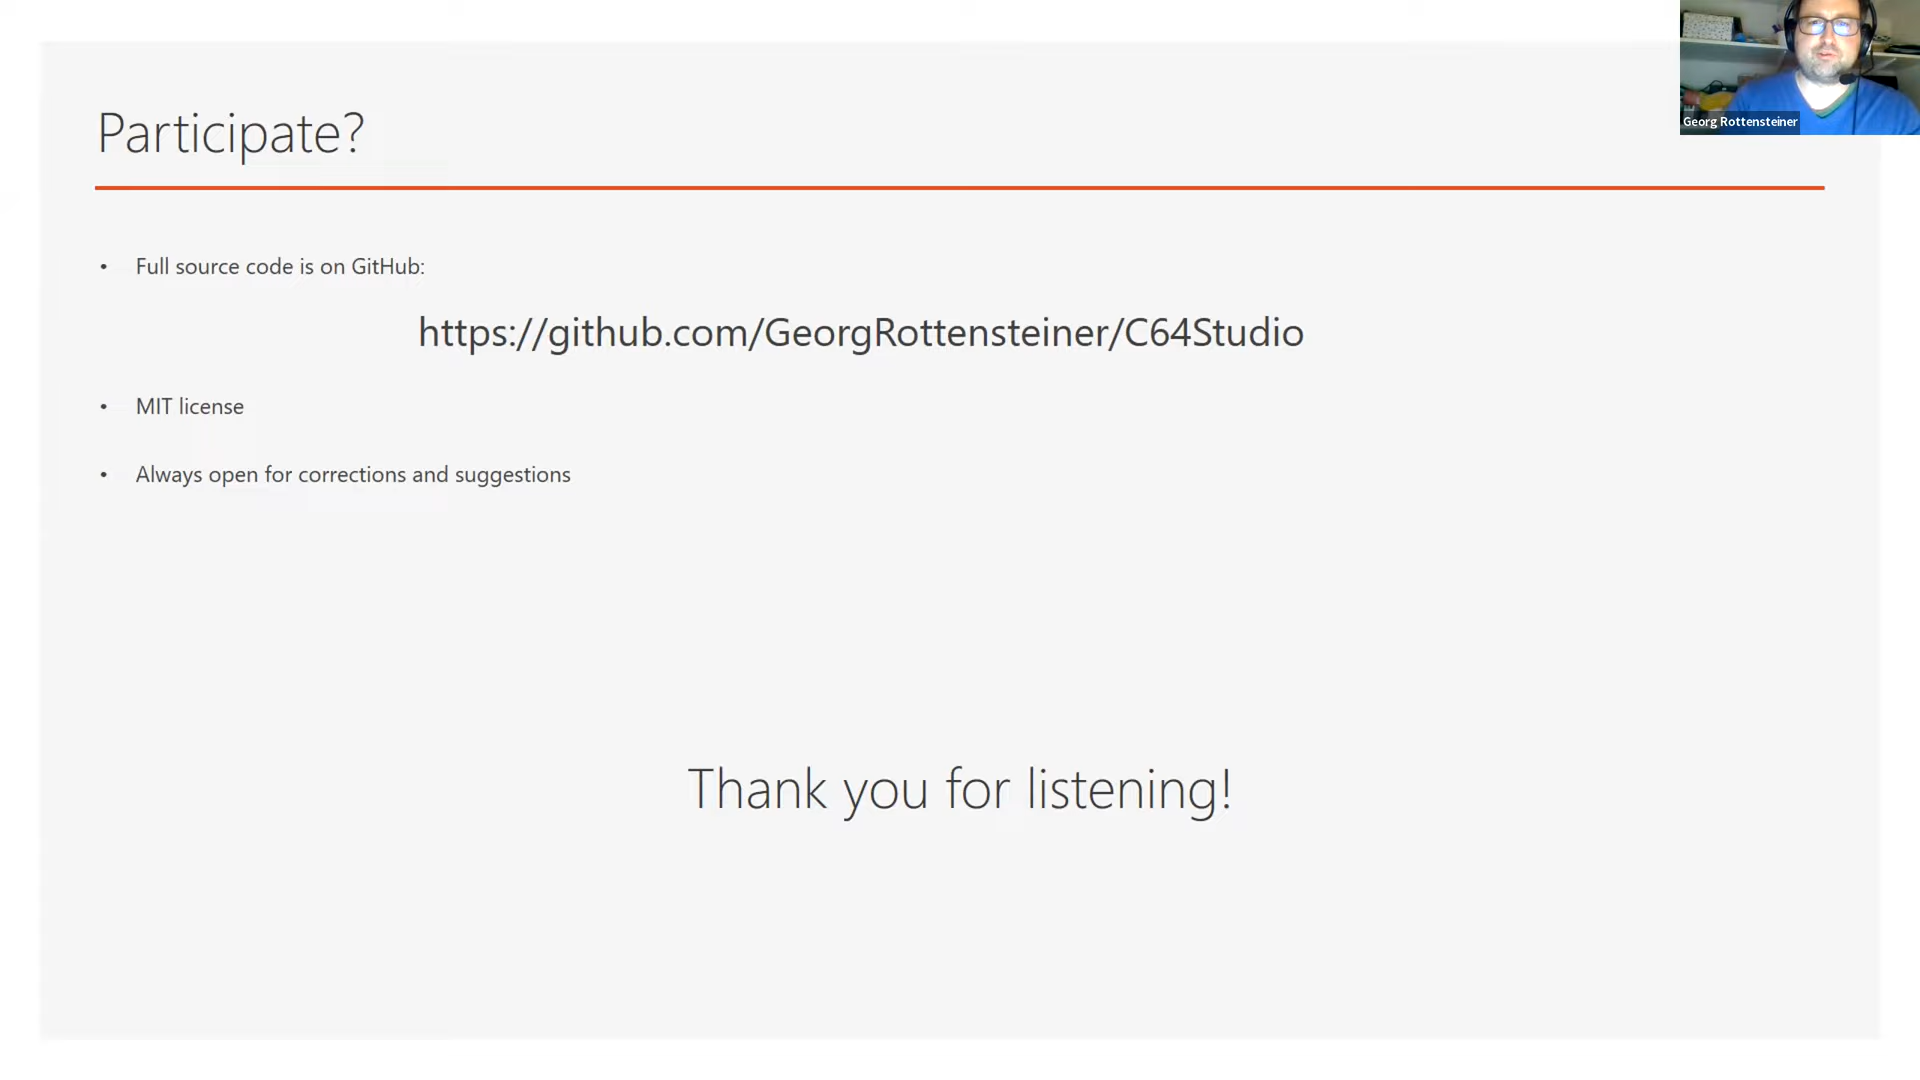 Georg Rottensteiner
Participate?
• Full source code is on GitHub:
https://github.com/GeorgRottensteiner/C64Studio
• MIT license
• Always open for corrections and suggestions
Thank you for listening!